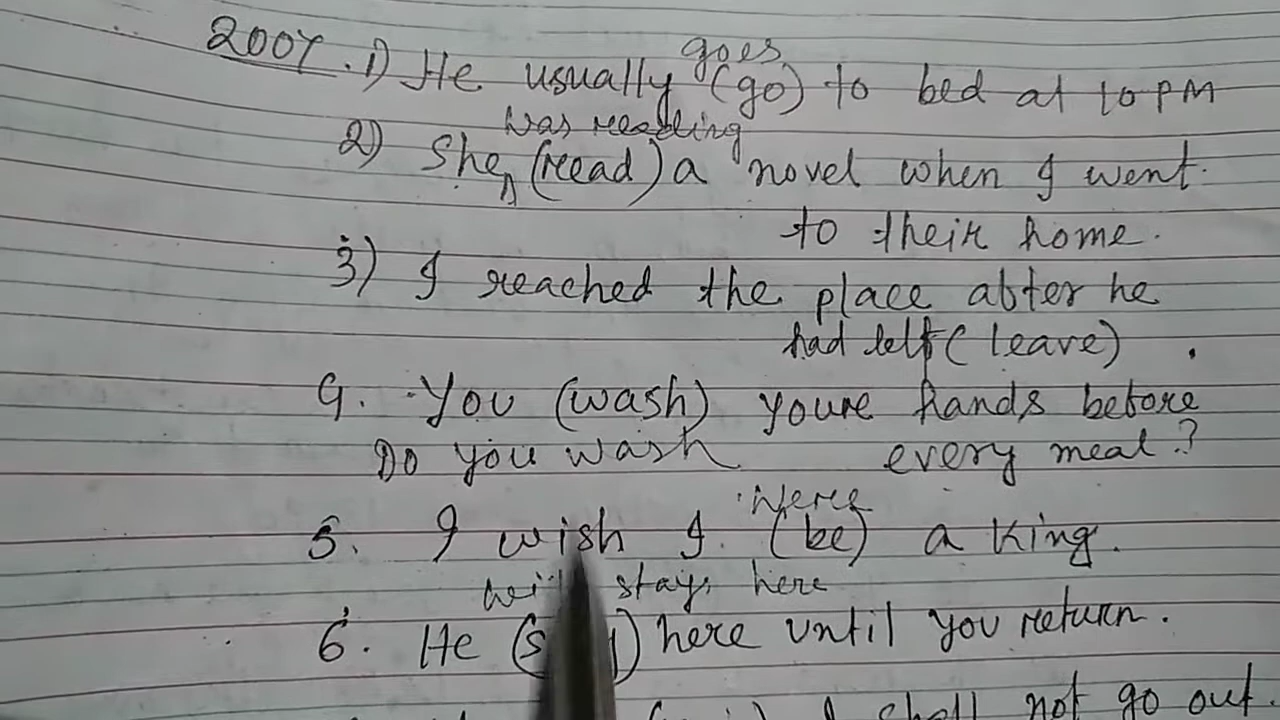 2007. 1) He usually (go) to bed at 10 PM
goes
was reading
2) She (read) a novel when I went
to their home.
3) I reached the place after he
had left (leave).
4. You (wash) youre hands before
Do you wash every meal?
were
5. I wish I (be) a King.
stay here
6. He here until you return.
I shall not go out.